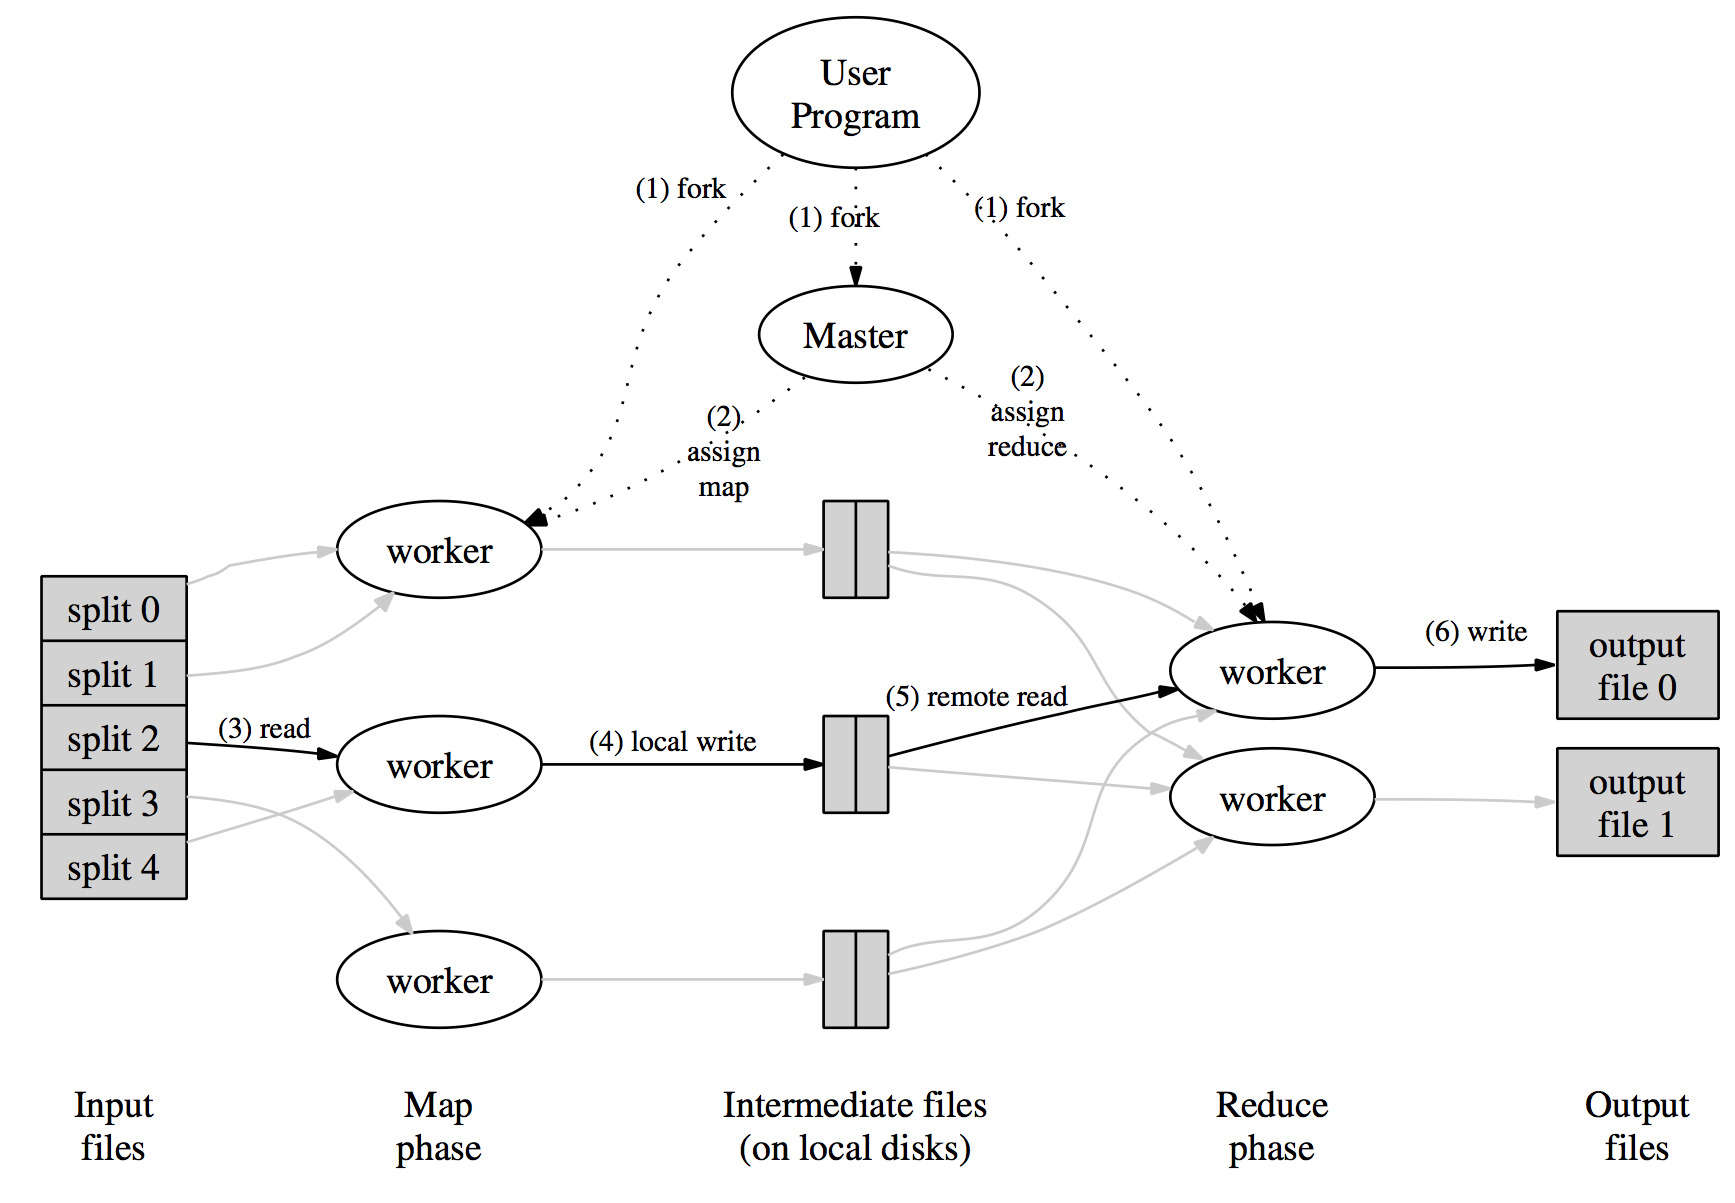 User
Program
(1) fork
(1) fork
(1) fork
Master
(2)
assign
map
(2)
assign
reduce
worker
split 0
split 1
split 2
split 3
split 4
(3) read
worker
(4) local write
worker
(5) remote read
worker
worker
(6) write
output
file 0
output
file 1
Input
files
Map
phase
Intermediate files
(on local disks)
Reduce
phase
Output
files